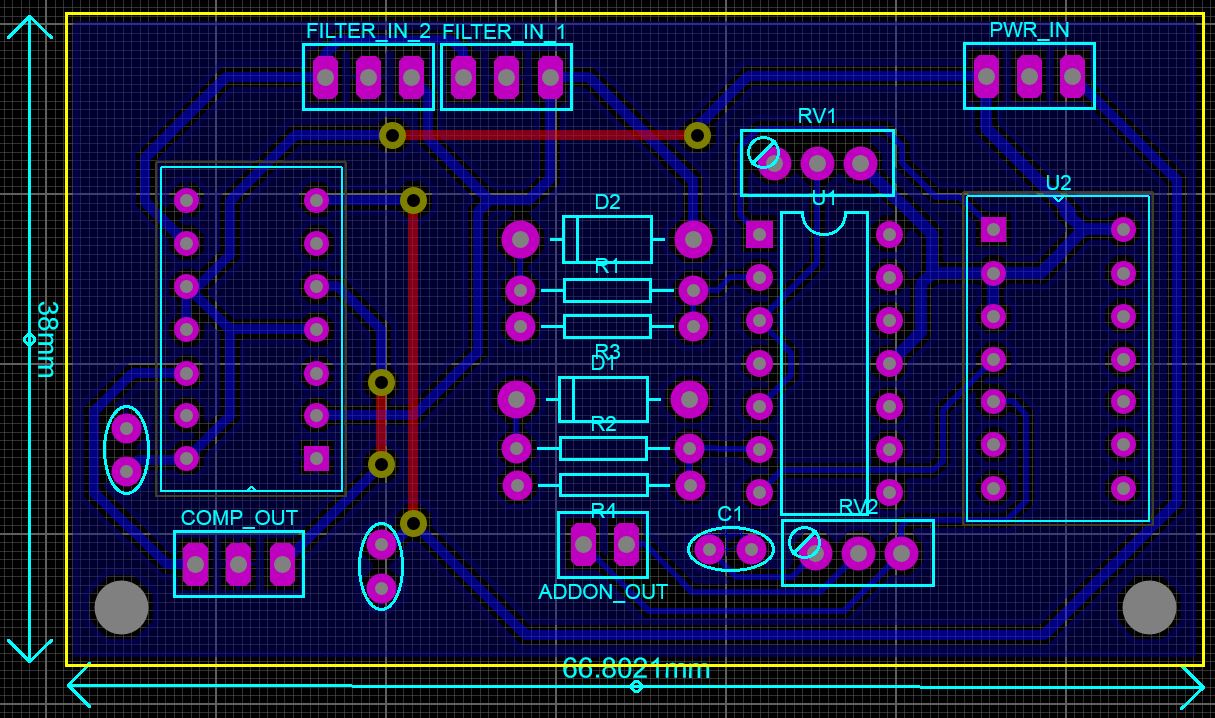 FILTER_IN_2 FILTER_IN_1 PWR_IN
RV1
U2
U1
D2
R1
38mm
R3
D1
R2
RV2
R4
C1
COMP_OUT
ADDON_OUT
66.8021mm